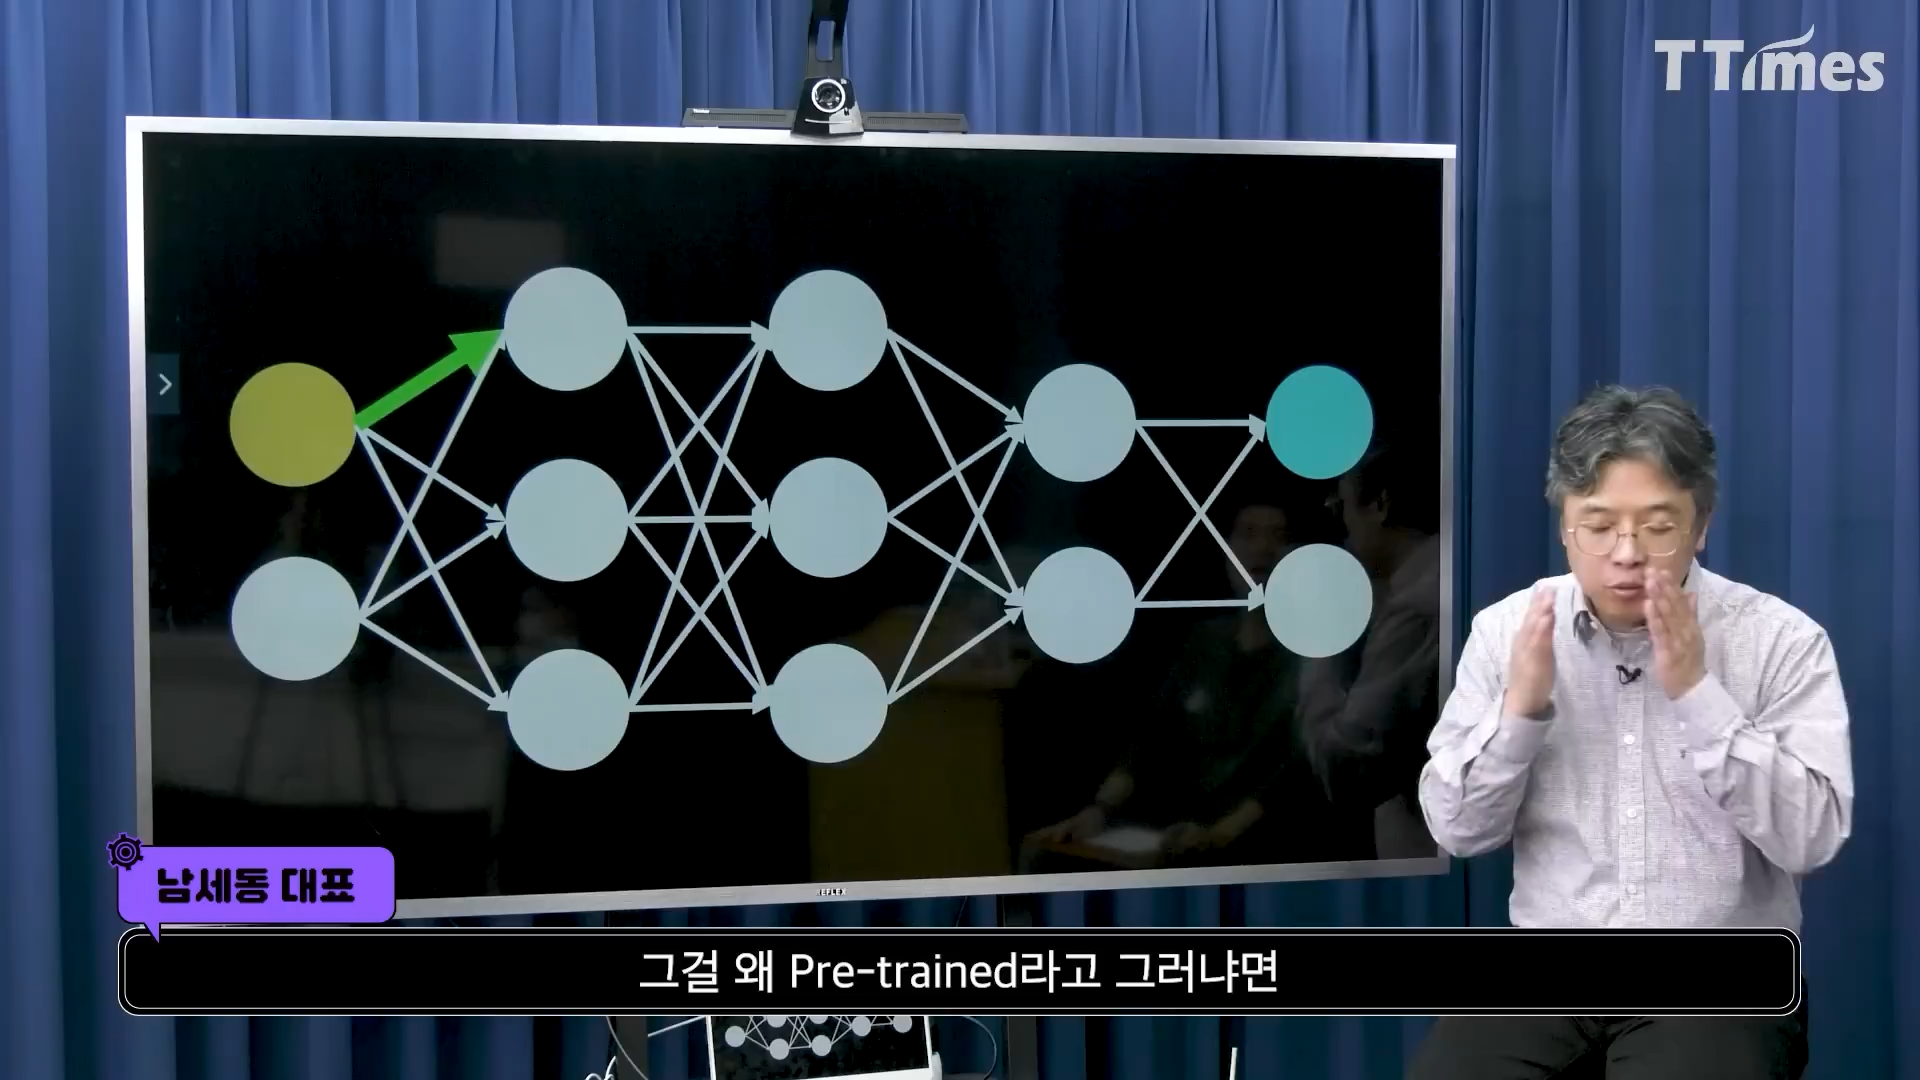 TTimes
REFLEX
남세동 대표
그걸 왜 Pre-trained라고 그러냐면